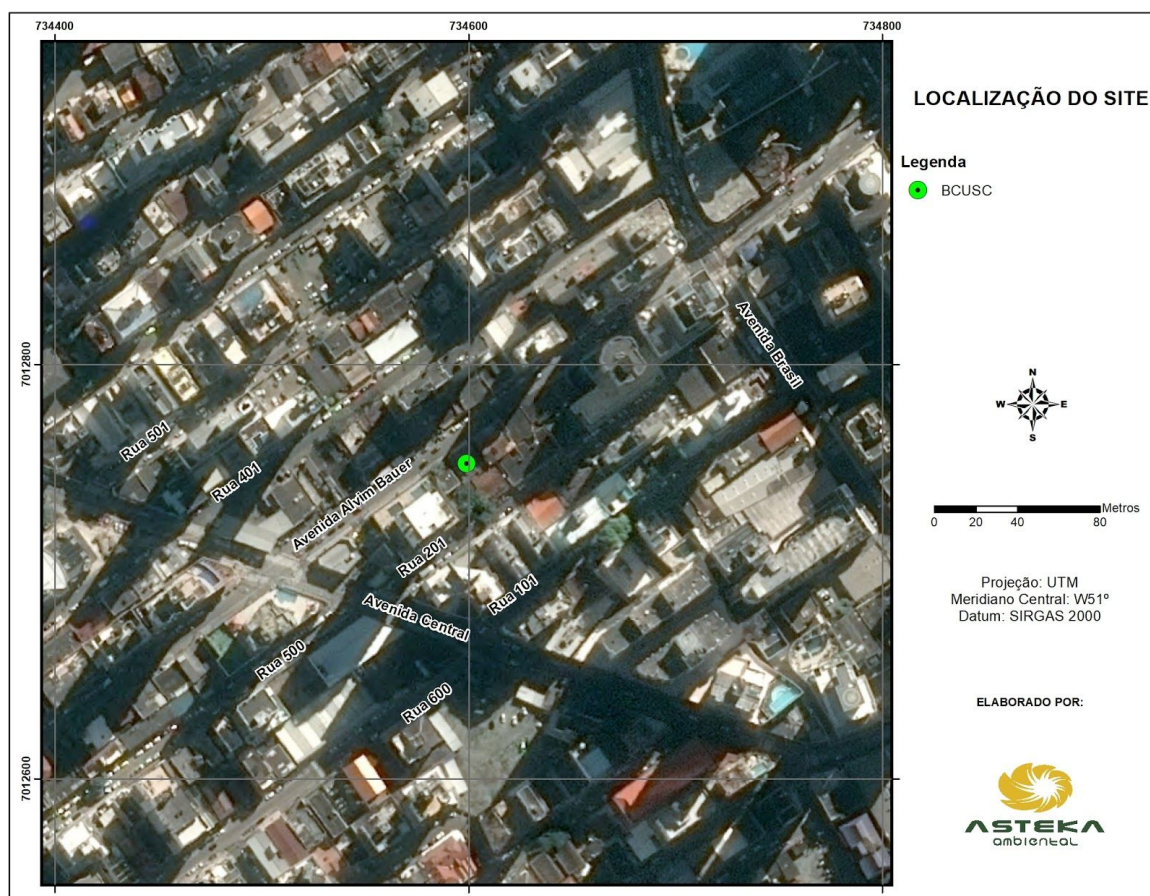 734400
734600
734800
LOCALIZAÇÃO DO SITE
Legenda
BCUSC
7012800
Avenida Brasil
Rua 501
Rua 401
Avenida Alvim Bauer
Rua 201
Rua 101
Avenida Central
Rua 500
Rua 600
7012600
N
W E
S
0 20 40 80 Metros
Projeção: UTM
Meridiano Central: W51º
Datum: SIRGAS 2000
ELABORADO POR:
ASTEKA
ambiental